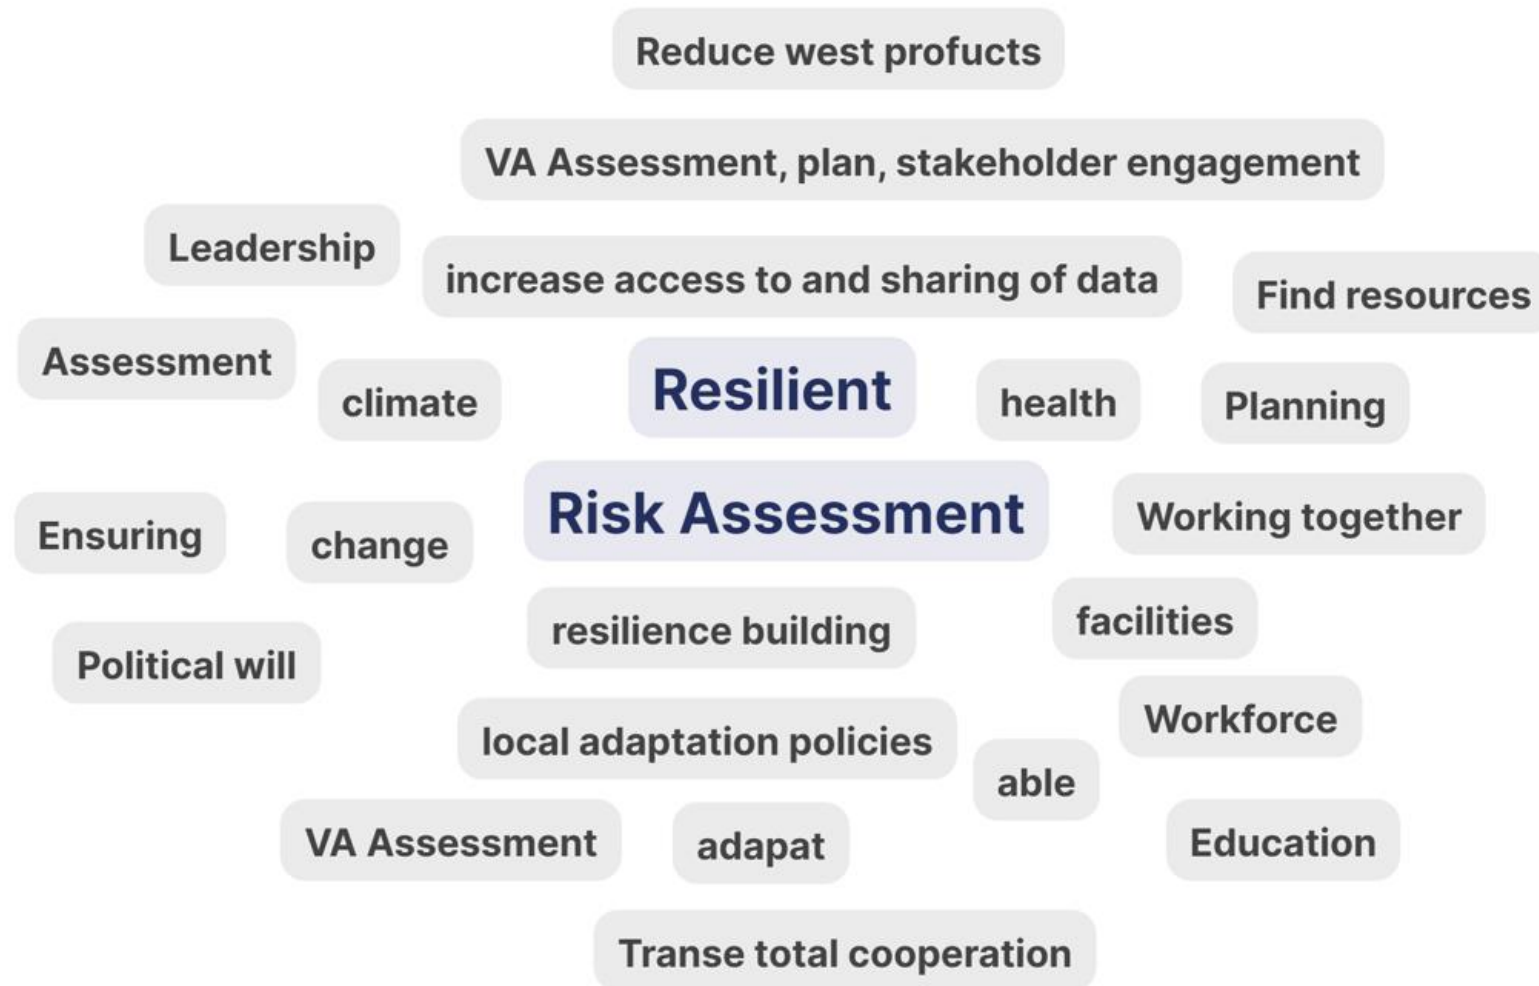 Reduce west profucts
VA Assessment, plan, stakeholder engagement
Leadership
increase access to and sharing of data
Find resources
Assessment
climate
Resilient
health
Planning
Ensuring
change
Risk Assessment
Working together
Political will
resilience building
facilities
local adaptation policies
Workforce
able
VA Assessment
adapat
Education
Transe total cooperation